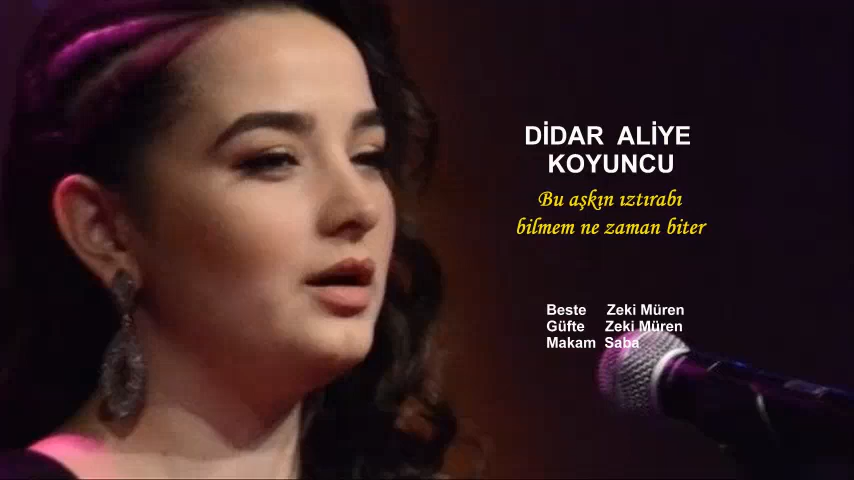 DİDAR ALİYE
KOYUNCU
Bu aşkın ıztırabı
bilmem ne zaman biter
Beste Zeki Müren
Güfte Zeki Müren
Makam Saba